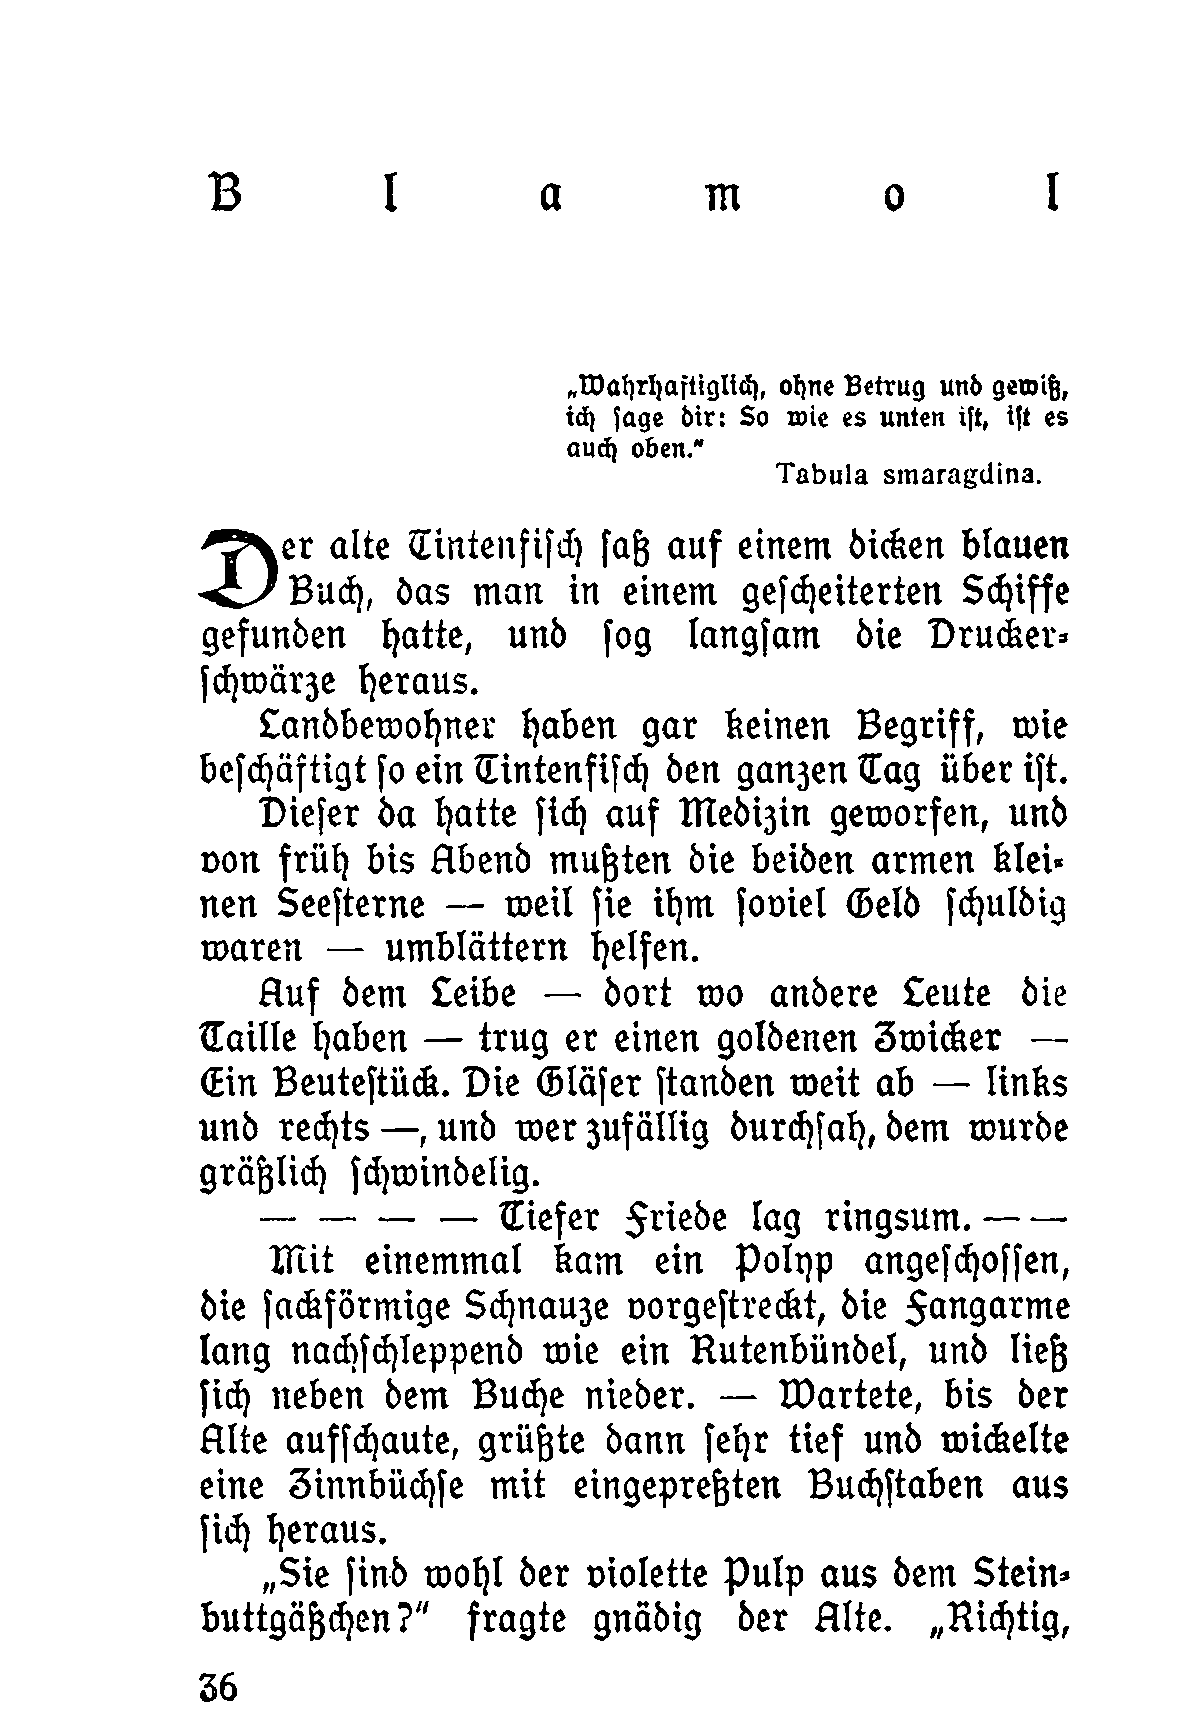 B l a m o l
„Wahrhaftiglich, ohne Betrug und gewiß,
ich sage dir: So wie es unten ist, ist es
auch oben."
Tabula smaragdina.
Der alte Tintenfisch saß auf einem dicken blauen
Buch, das man in einem gescheiterten Schiffe
gefunden hatte, und sog langsam die Drucker-
schwärze heraus.
Landbewohner haben gar keinen Begriff, wie
beschäftigt so ein Tintenfisch den ganzen Tag über ist.
Dieser da hatte sich auf Medizin geworfen, und
von früh bis Abend mußten die beiden armen klei-
nen Seesterne — weil sie ihm soviel Geld schuldig
waren — umblättern helfen.
Auf dem Leibe — dort wo andere Leute die
Taille haben — trug er einen goldenen Zwicker —
Ein Beutestück. Die Gläser standen weit ab — links
und rechts —, und wer zufällig durchsah, dem wurde
gräßlich schwindelig.
— — — — Tiefer Friede lag ringsum. — —
Mit einemmal kam ein Polyp angeschossen,
die sackförmige Schnauze vorgestreckt, die Fangarme
lang nachschleppend wie ein Rutenbündel, und ließ
sich neben dem Buche nieder. — Wartete, bis der
Alte aufschaute, grüßte dann sehr tief und wickelte
eine Zinnbüchse mit eingepreßten Buchstaben aus
sich heraus.
„Sie sind wohl der violette Pulp aus dem Stein-
buttgäßchen?" fragte gnädig der Alte. „Richtig,
36